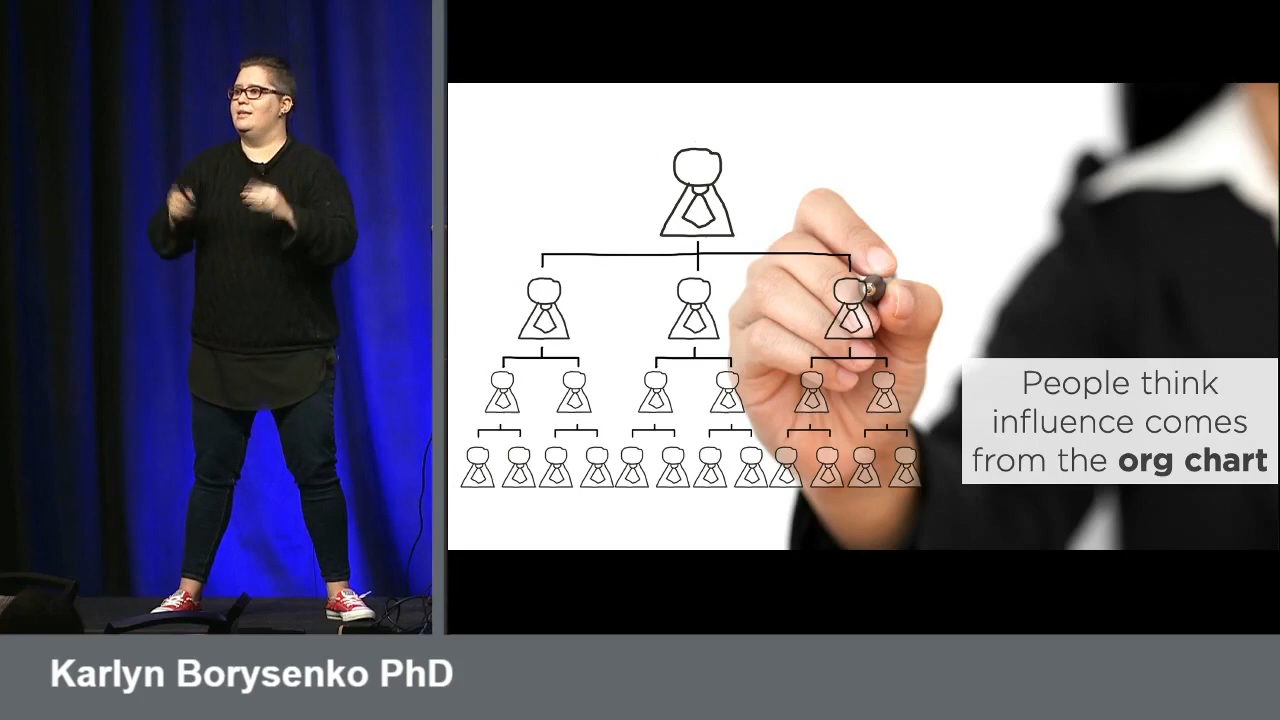 People think
influence comes
from the org chart
Karlyn Borysenko PhD